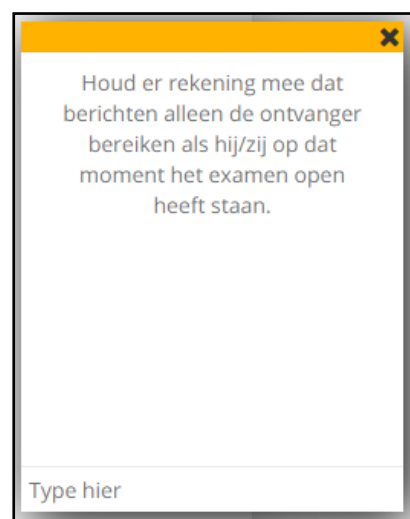 Houd er rekening mee dat
berichten alleen de ontvanger
bereiken als hij/zij op dat
moment het examen open
heeft staan.
Type hier